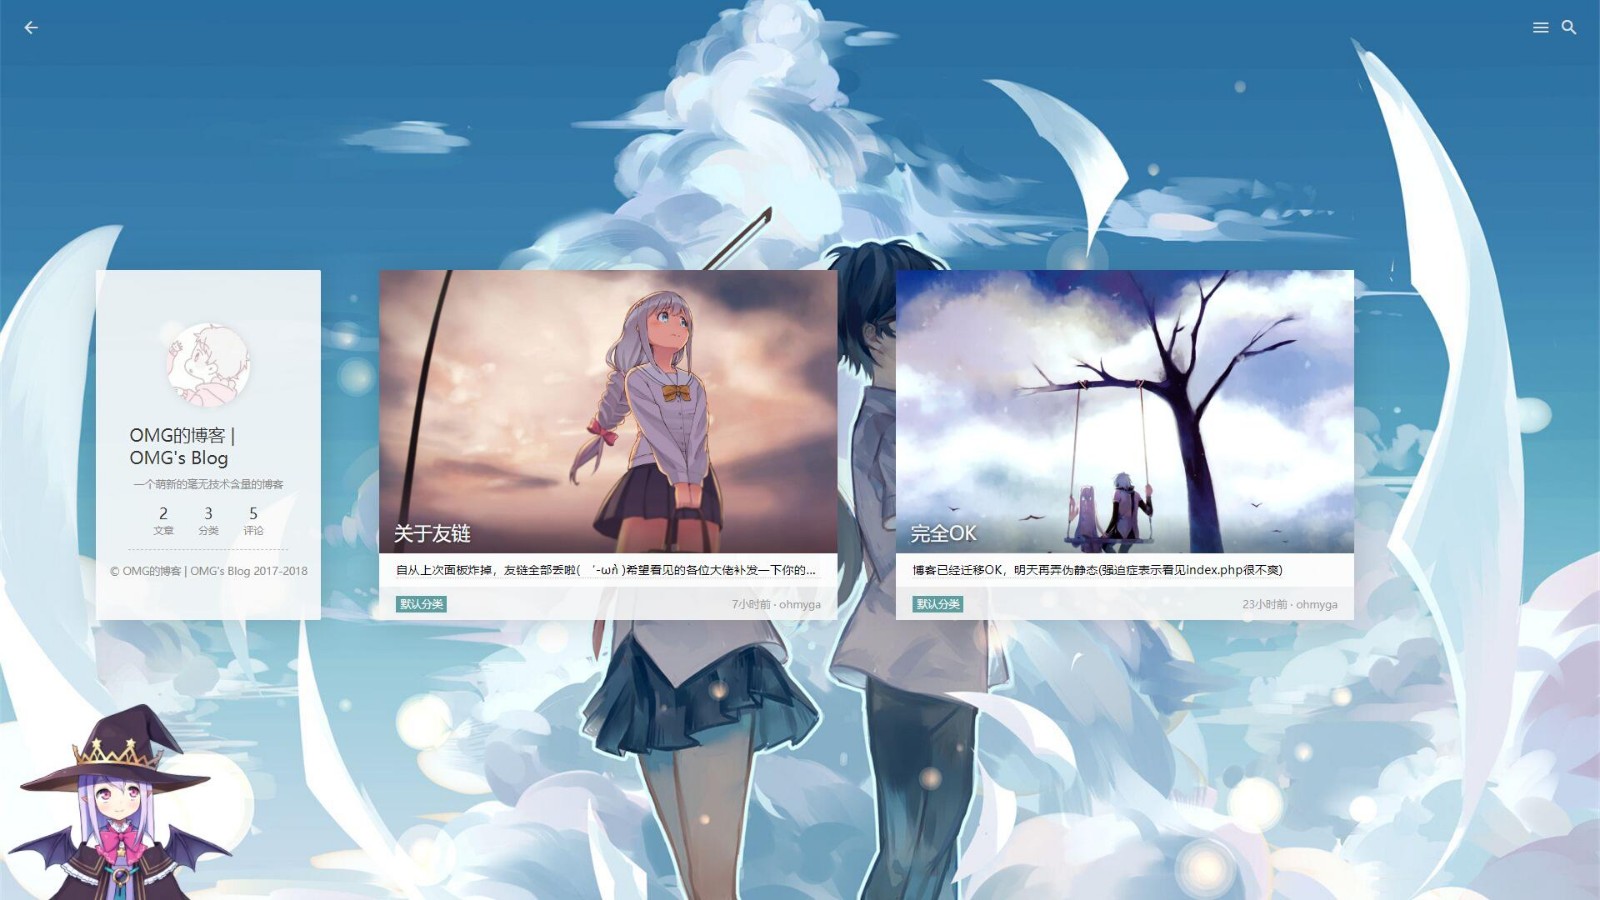 OMG的博客 |
OMG's Blog
一个萌新的毫无技术含量的博客
2 3 5
文章 分类 评论
© OMG的博客 | OMG's Blog 2017-2018
关于友链
自从上次面板炸掉，友链全部丢啦( ´-ωก̀ )希望看见的各位大佬补发一下你的...
默认分类 7小时前 · ohmyga
完全OK
博客已经迁移OK，明天再弄伪静态(强迫症表示看见index.php很不爽)
默认分类 23小时前 · ohmyga